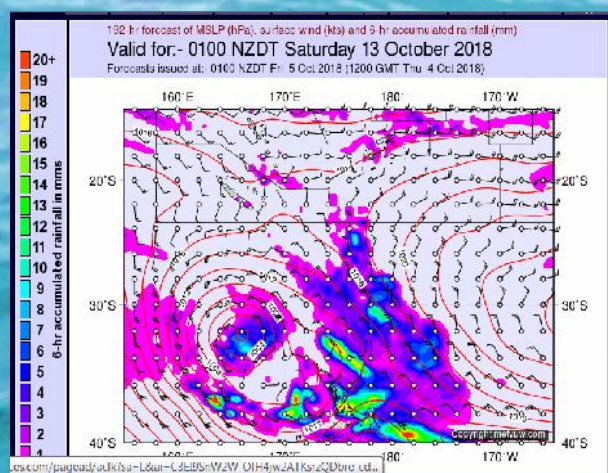 192-hr forecast of MSLP (hPa), surface wind (kts) and 6-hr accumulated rainfall (mm)
Valid for:- 0100 NZDT Saturday 13 October 2018
Forecasts issued at:- 0100 NZDT Fri 5 Oct 2018 (1200 GMT Thu 4 Oct 2018)
160°E 170°E 180° 170°W
20+
19
18
17
16
15
14
13
12
11
10
9
8
7
6
5
4
3
2
1
6-hr accumulated rainfall in mms
20°S 20°S
30°S 30°S
40°S 40°S
Copyright metvuw.com